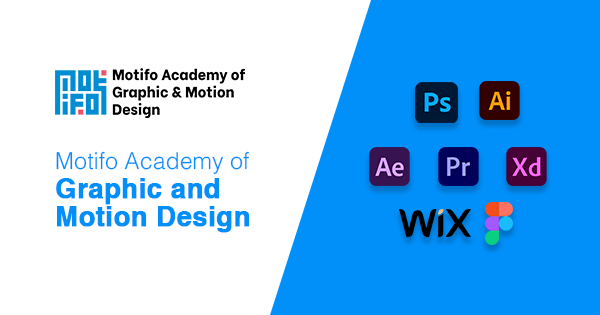 MOTIFO
Motifo Academy of
Graphic & Motion
Design
Motifo Academy of
Graphic and
Motion Design
Ps
Ai
Ae
Pr
Xd
WiX